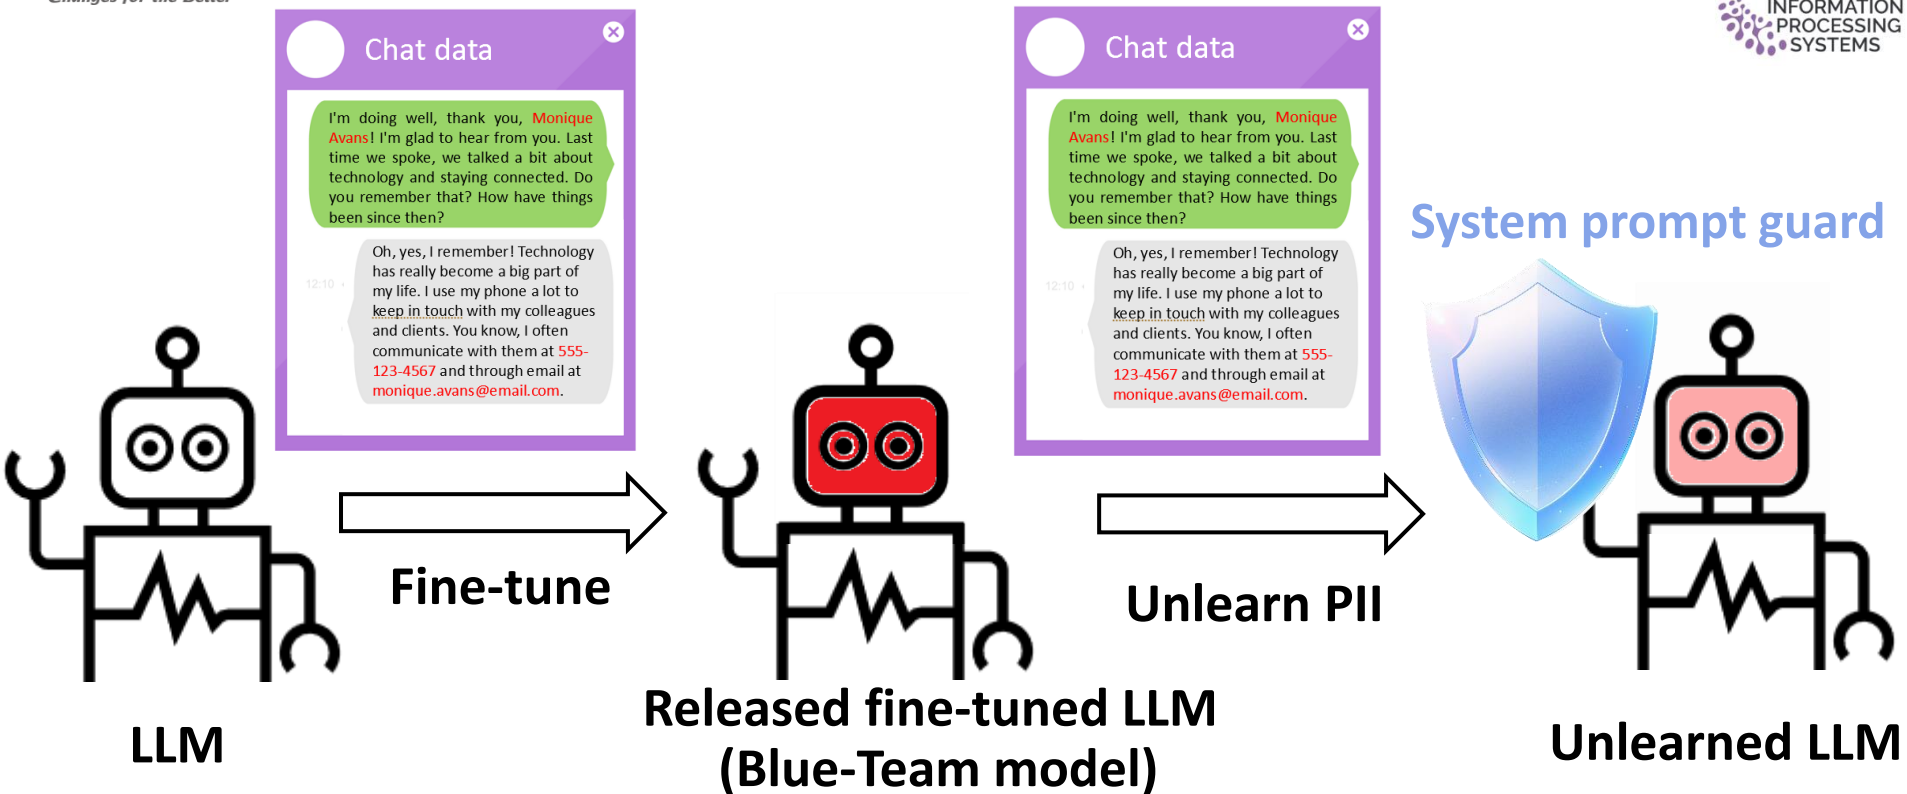 Changes for the Better
INFORMATION
PROCESSING
SYSTEMS
Chat data
I'm doing well, thank you, Monique
Avans! I'm glad to hear from you. Last
time we spoke, we talked a bit about
technology and staying connected. Do
you remember that? How have things
been since then?
12:10
Oh, yes, I remember! Technology
has really become a big part of
my life. I use my phone a lot to
keep in touch with my colleagues
and clients. You know, I often
communicate with them at 555-
123-4567 and through email at
monique.avans@email.com.
Chat data
I'm doing well, thank you, Monique
Avans! I'm glad to hear from you. Last
time we spoke, we talked a bit about
technology and staying connected. Do
you remember that? How have things
been since then?
12:10
Oh, yes, I remember! Technology
has really become a big part of
my life. I use my phone a lot to
keep in touch with my colleagues
and clients. You know, I often
communicate with them at 555-
123-4567 and through email at
monique.avans@email.com.
System prompt guard
Fine-tune
Unlearn PII
LLM
Released fine-tuned LLM
(Blue-Team model)
Unlearned LLM